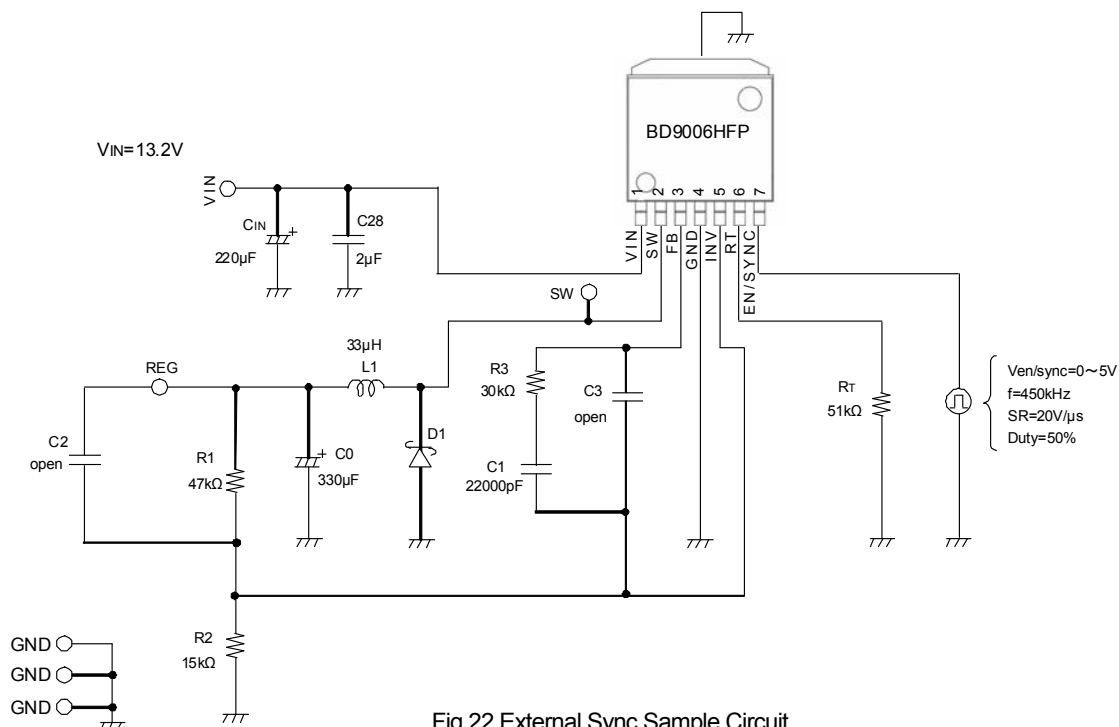 BD9006HFP
VIN=13.2V
VIN
CIN
+
220µF
C28
2µF
1
2
3
4
5
6
7
VIN
SW
FB
GND
INV
RT
EN/SYNC
SW
33µH
L1
REG
R3
30kΩ
C3
open
C2
open
R1
47kΩ
+
C0
330µF
D1
C1
22000pF
RT
51kΩ
Ven/sync=0～5V
f=450kHz
SR=20V/µs
Duty=50%
R2
15kΩ
GND
GND
GND
Fig.22 External Sync Sample Circuit